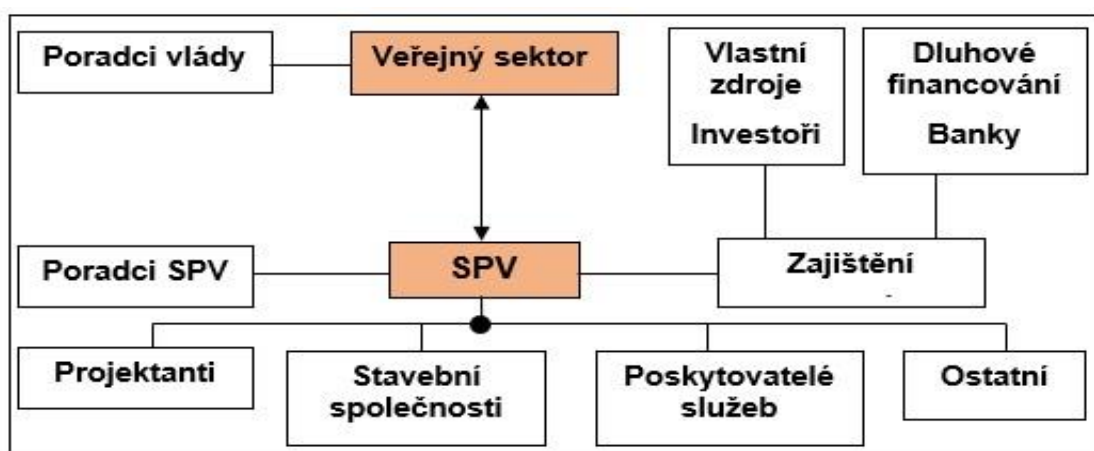 Poradci vlády
Veřejný sektor
Vlastní
zdroje
Investoři
Dluhové
financování
Banky
Poradci SPV
SPV
Zajištění
Projektanti
Stavební
společnosti
Poskytovatelé
služeb
Ostatní